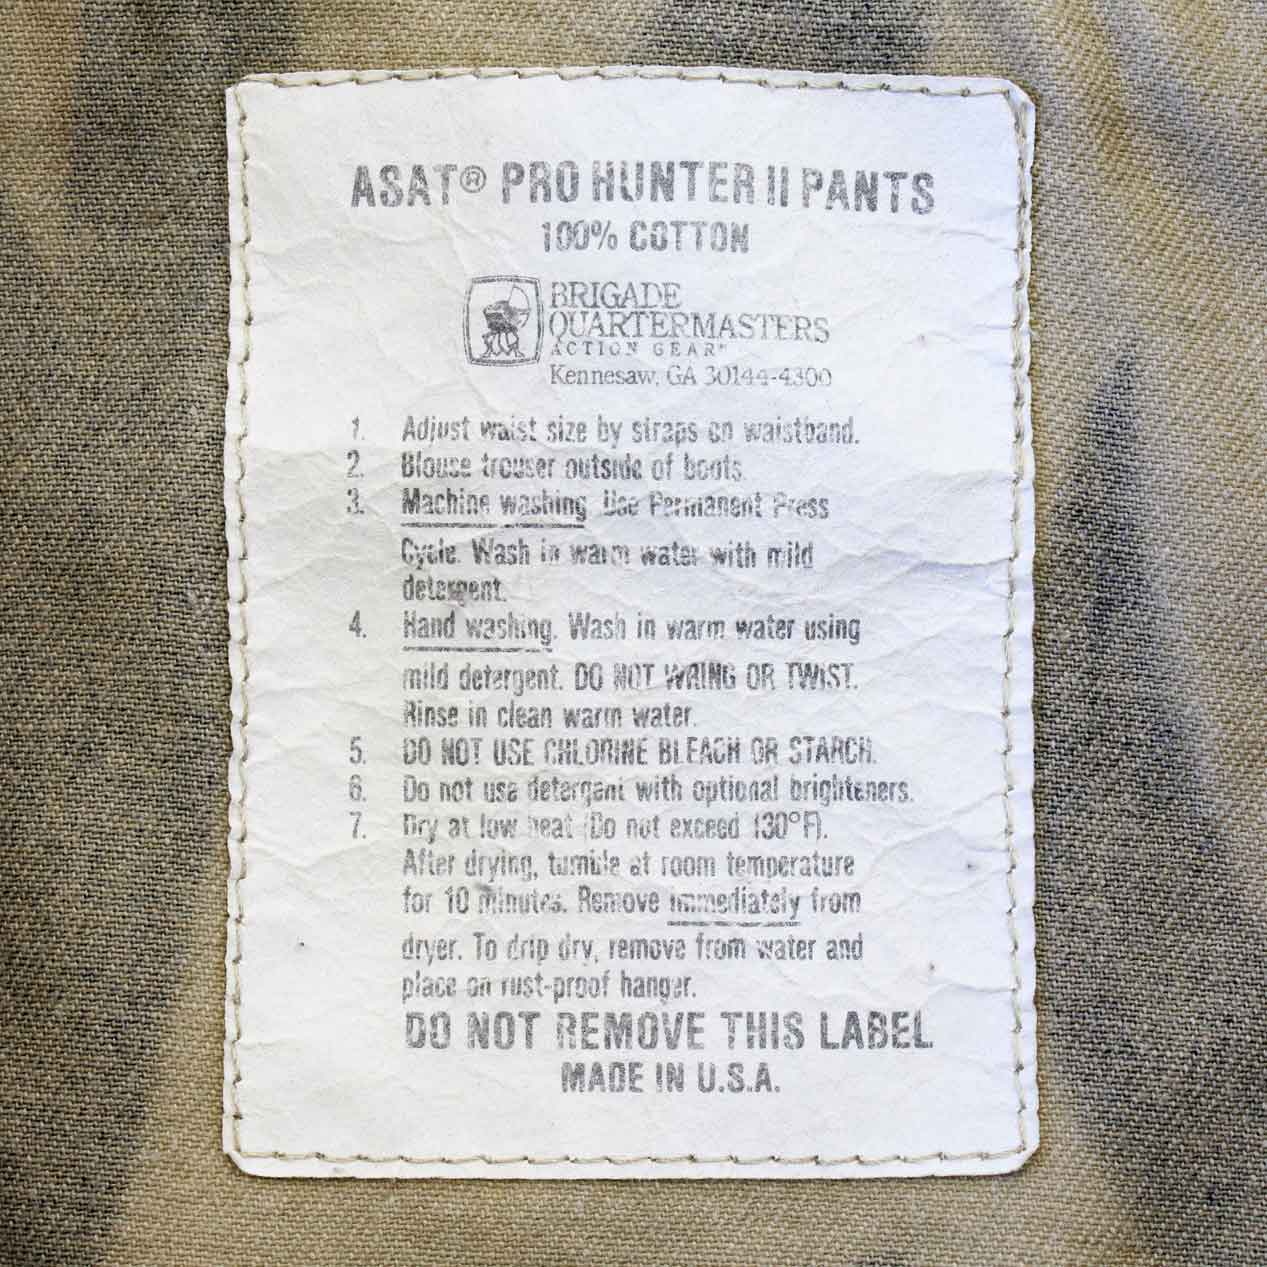 ASAT® PRO HUNTER II PANTS
100% COTTON
BRIGADE
QUARTERMASTERS
ACTION GEAR™
Kennesaw, GA 30144-4300
1. Adjust waist size by straps on waistband.
2. Blouse trouser outside of boots.
3. Machine washing. Use Permanent Press
Cycle. Wash in warm water with mild
detergent.
4. Hand washing. Wash in warm water using
mild detergent. DO NOT WRING OR TWIST.
Rinse in clean warm water.
5. DO NOT USE CHLORINE BLEACH OR STARCH.
6. Do not use detergent with optional brighteners.
7. Dry at low heat (Do not exceed 130°F).
After drying, tumble at room temperature
for 10 minutes. Remove immediately from
dryer. To drip dry, remove from water and
place on rust-proof hanger.
DO NOT REMOVE THIS LABEL.
MADE IN U.S.A.